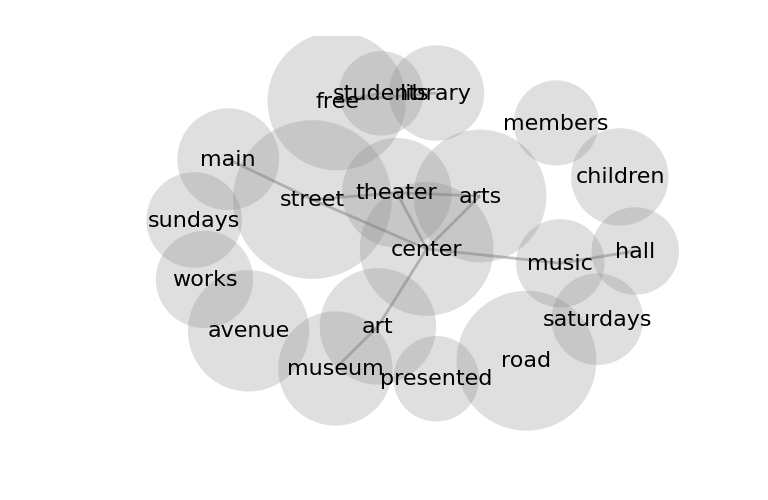 free
students
library
members
main
street
theater
arts
children
sundays
center
music
hall
works
avenue
art
saturdays
museum
presented
road